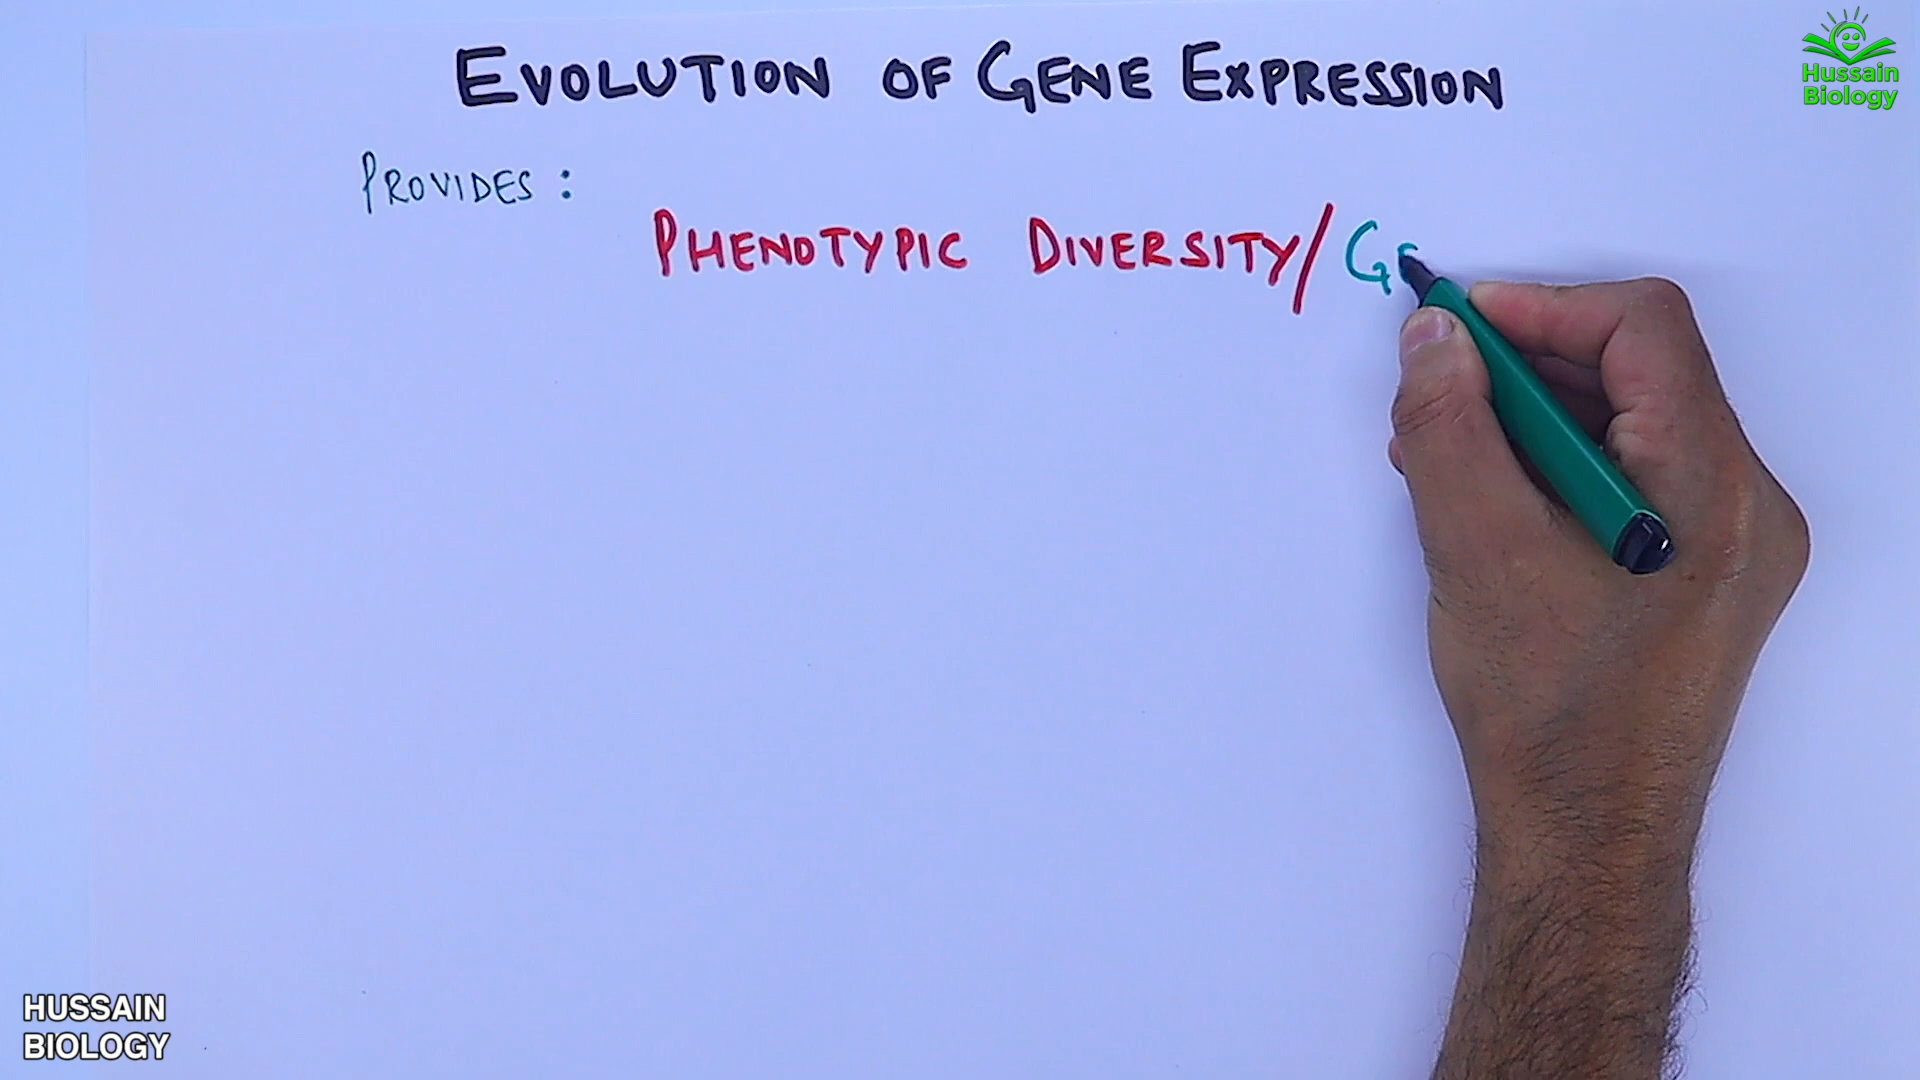 EVOLUTION OF GENE EXPRESSION
Hussain
Biology
PROVIDES :
PHENOTYPIC DIVERSITY/
HUSSAIN
BIOLOGY